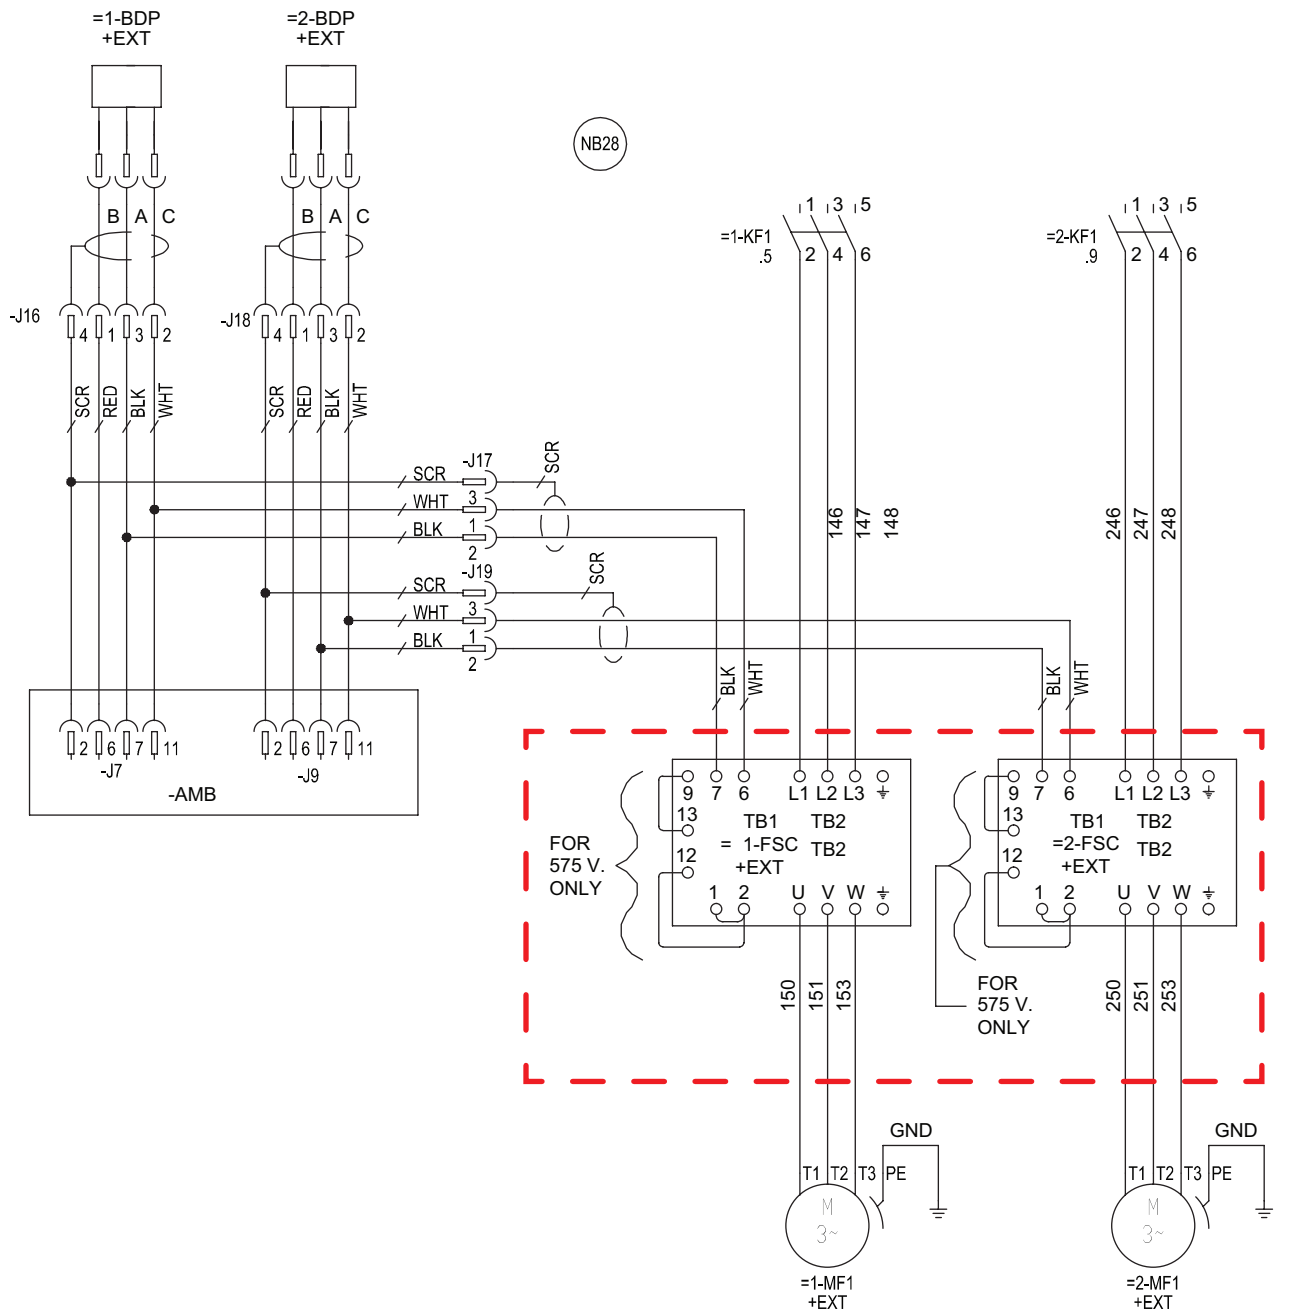 =1-BDP
+EXT
=2-BDP
+EXT
NB28
B A C
B A C
1 3 5
=1-KF1
.5
2 4 6
1 3 5
=2-KF1
.9
2 4 6
-J16
4 1 3 2
-J18
4 1 3 2
SCR RED BLK WHT
SCR RED BLK WHT
-J17
SCR
SCR
WHT 3
BLK 1
2
146 147 148
246 247 248
-J19
SCR
SCR
WHT 3
BLK 1
2
BLK WHT
BLK WHT
2 6 7 11
-J7
2 6 7 11
-J9
-AMB
9 7 6 L1 L2 L3
13
TB1 TB2
= 1-FSC TB2
12
+EXT
1 2 U V W
FOR
575 V.
ONLY
9 7 6 L1 L2 L3
13
TB1 TB2
=2-FSC TB2
12
+EXT
1 2 U V W
FOR
575 V.
ONLY
150 151 153
250 251 253
GND
T1 T2 T3 PE
M
3~
=1-MF1
+EXT
GND
T1 T2 T3 PE
M
3~
=2-MF1
+EXT